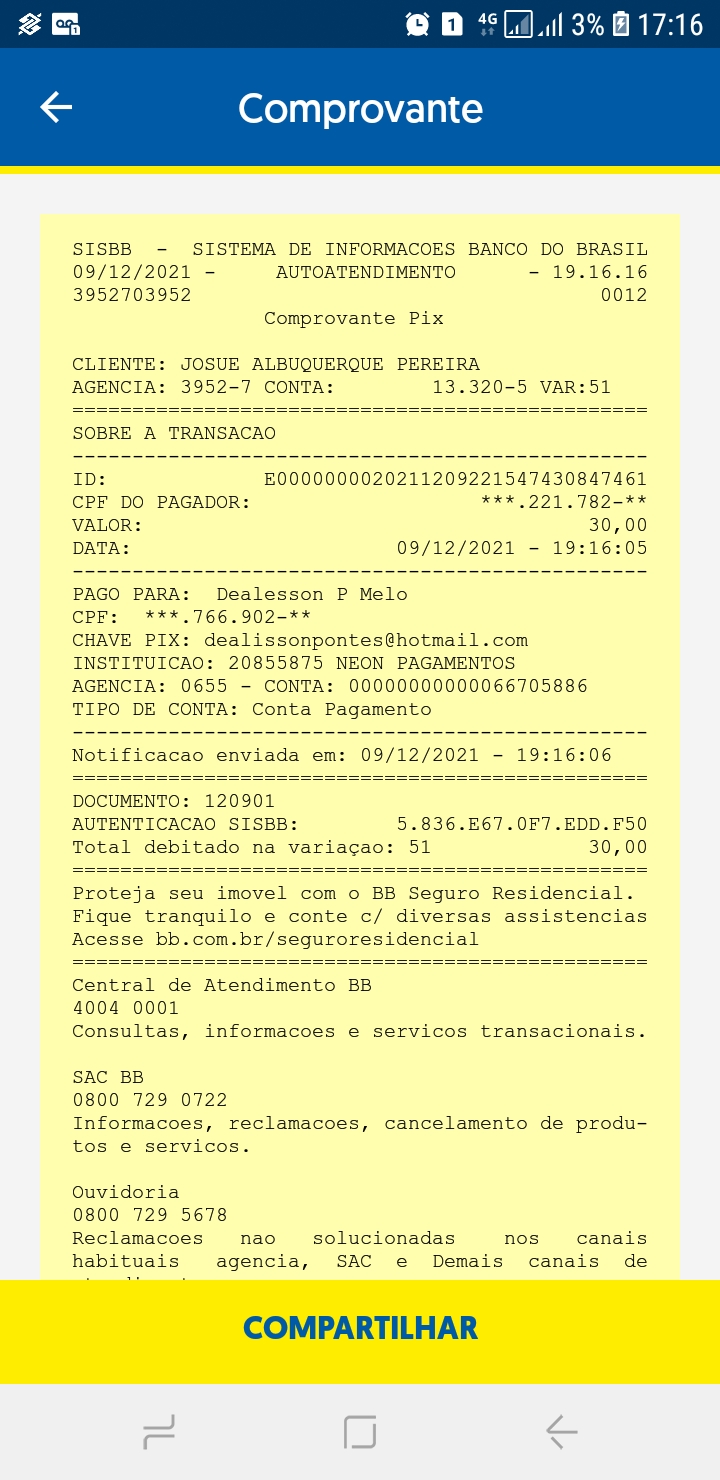 4G 3% 17:16
Comprovante
SISBB - SISTEMA DE INFORMACOES BANCO DO BRASIL
09/12/2021 - AUTOATENDIMENTO - 19.16.16
3952703952 0012
Comprovante Pix
CLIENTE: JOSUE ALBUQUERQUE PEREIRA
AGENCIA: 3952-7 CONTA: 13.320-5 VAR:51
================================================
SOBRE A TRANSACAO
------------------------------------------------
ID: E0000000020211209221547430847461
CPF DO PAGADOR: ***.221.782-**
VALOR: 30,00
DATA: 09/12/2021 - 19:16:05
------------------------------------------------
PAGO PARA: Dealesson P Melo
CPF: ***.766.902-**
CHAVE PIX: dealissonpontes@hotmail.com
INSTITUICAO: 20855875 NEON PAGAMENTOS
AGENCIA: 0655 - CONTA: 00000000000066705886
TIPO DE CONTA: Conta Pagamento
------------------------------------------------
Notificacao enviada em: 09/12/2021 - 19:16:06
================================================
DOCUMENTO: 120901
AUTENTICACAO SISBB: 5.836.E67.0F7.EDD.F50
Total debitado na variaçao: 51 30,00
================================================
Proteja seu imovel com o BB Seguro Residencial.
Fique tranquilo e conte c/ diversas assistencias
Acesse bb.com.br/seguroresidencial
================================================
Central de Atendimento BB
4004 0001
Consultas, informacoes e servicos transacionais.
SAC BB
0800 729 0722
Informacoes, reclamacoes, cancelamento de produ-
tos e servicos.
Ouvidoria
0800 729 5678
Reclamacoes nao solucionadas nos canais
habituais agencia, SAC e Demais canais de
COMPARTILHAR